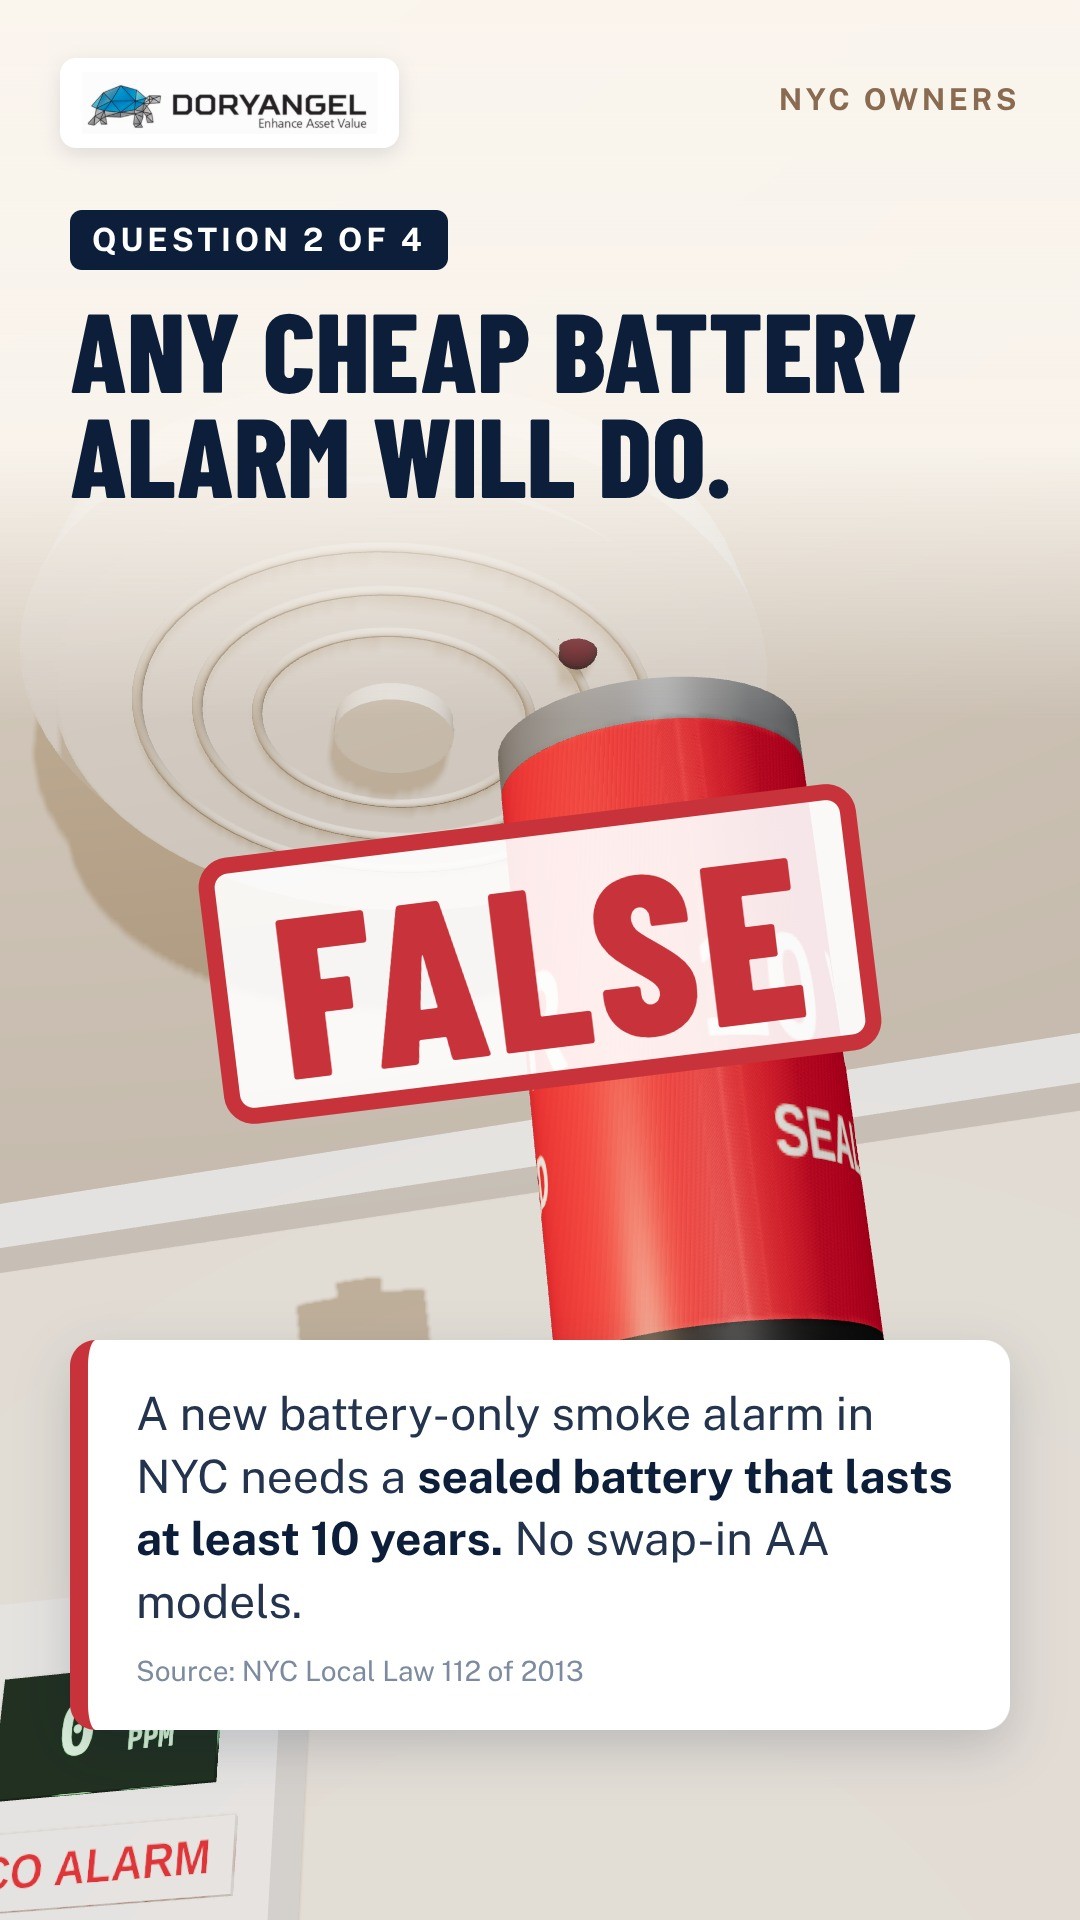 DORYANGEL
Enhance Asset Value
NYC OWNERS
QUESTION 2 OF 4
ANY CHEAP BATTERY
ALARM WILL DO.
FALSE
A new battery-only smoke alarm in
NYC needs a sealed battery that lasts
at least 10 years. No swap-in AA
models.
Source: NYC Local Law 112 of 2013
0 PPM
CO ALARM